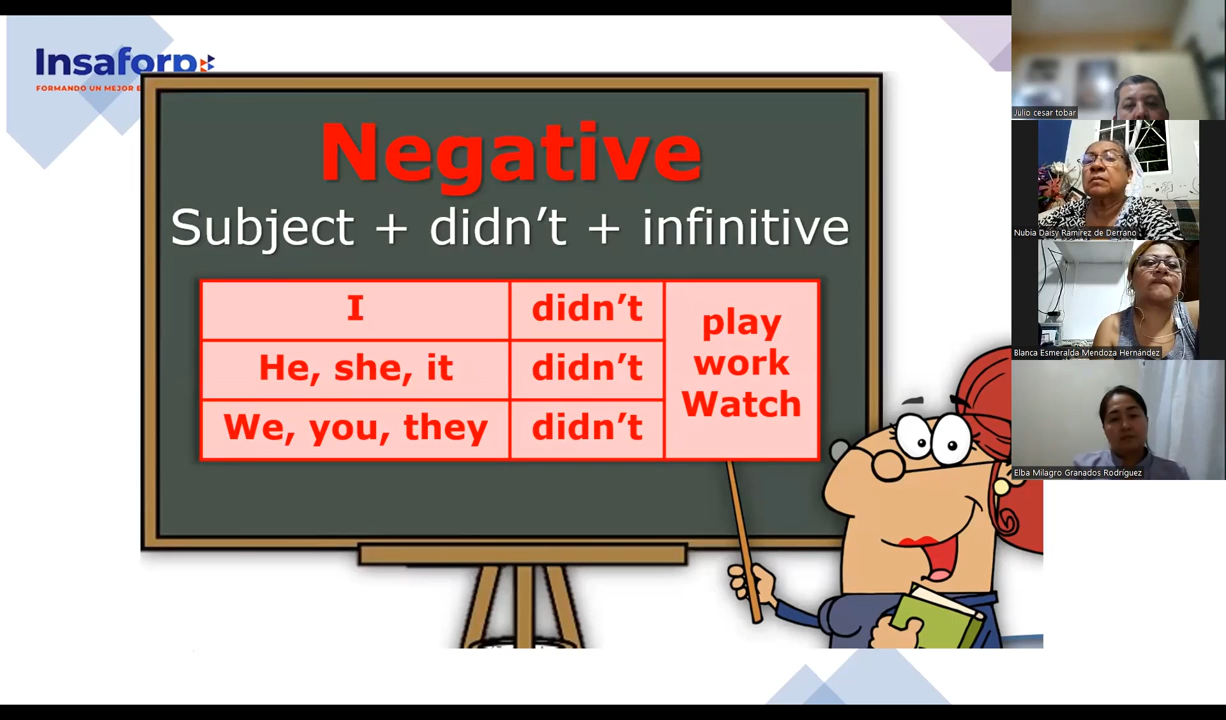 Insaforp
FORMANDO UN MEJOR E
Negative
Subject + didn't + infinitive
I didn't
He, she, it didn't
We, you, they didn't
play
work
Watch
Julio cesar tobar
Nubia Daisy Ramírez de Derrano
Blanca Esmeralda Mendoza Hernández
Elba Milagro Granados Rodríguez